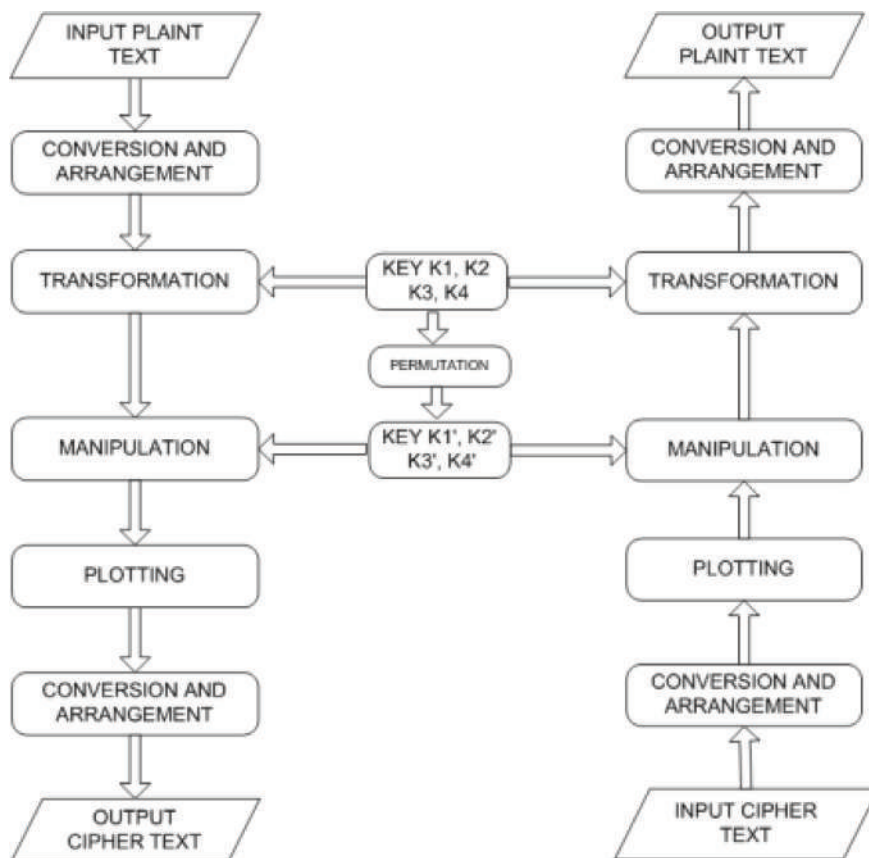 INPUT PLAINT
TEXT
CONVERSION AND
ARRANGEMENT
TRANSFORMATION
MANIPULATION
PLOTTING
CONVERSION AND
ARRANGEMENT
OUTPUT
CIPHER TEXT
KEY K1, K2
K3, K4
PERMUTATION
KEY K1', K2'
K3', K4'
OUTPUT
PLAINT TEXT
CONVERSION AND
ARRANGEMENT
TRANSFORMATION
MANIPULATION
PLOTTING
CONVERSION AND
ARRANGEMENT
INPUT CIPHER
TEXT